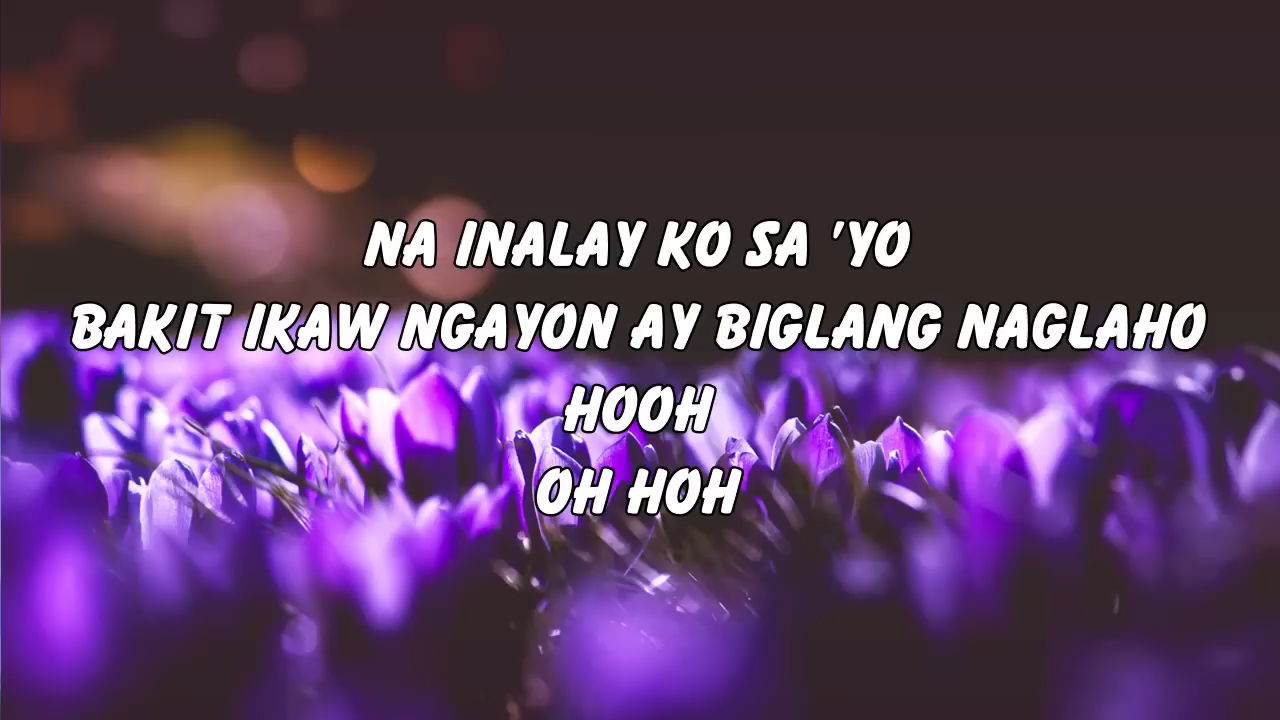 NA INALAY KO SA 'YO
BAKIT IKAW NGAYON AY BIGLANG NAGLAHO
HOOH
OH HOH